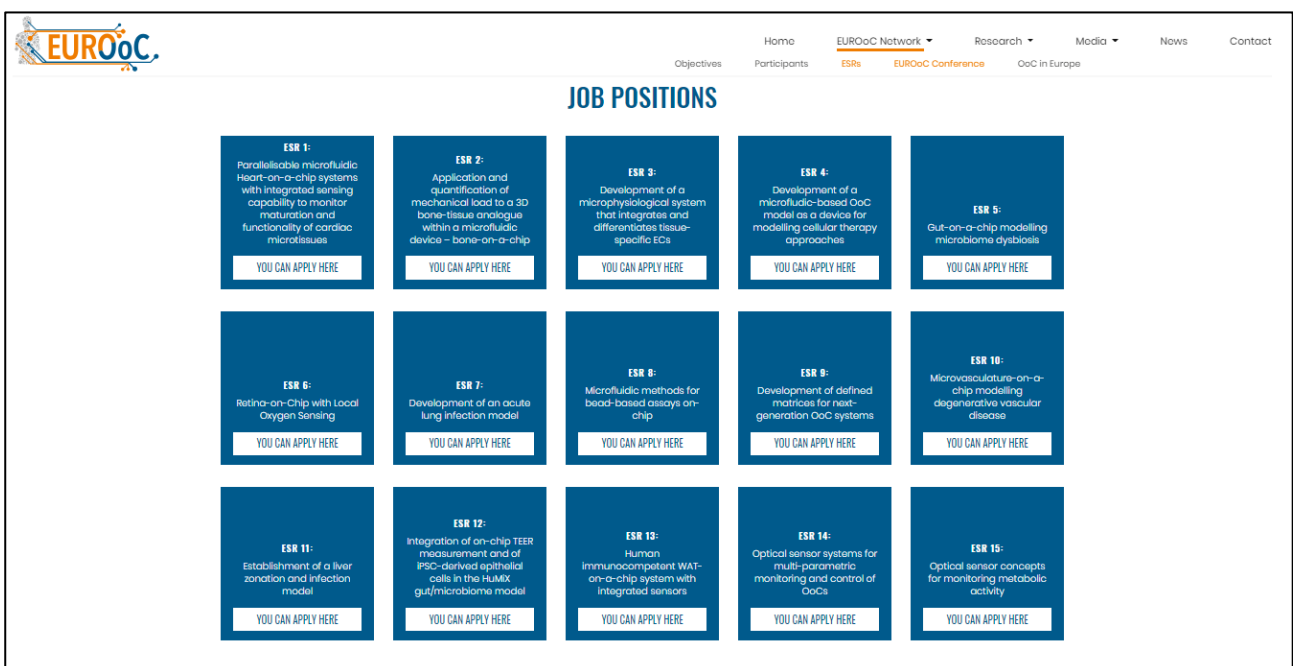 EUROoC
Home
EUROoC Network
Research
Media
News
Contact
Objectives
Participants
ESRs
EUROoC Conference
OoC in Europe
JOB POSITIONS
ESR 1:
Parallelisable microfluidic
Heart-on-a-chip systems
with integrated sensing
capability to monitor
maturation and
functionality of cardiac
microtissues
YOU CAN APPLY HERE
ESR 2:
Application and
quantification of
mechanical load to a 3D
bone-tissue analogue
within a microfluidic
device – bone-on-a-chip
YOU CAN APPLY HERE
ESR 3:
Development of a
microphysiological system
that integrates and
differentiates tissue-
specific ECs
YOU CAN APPLY HERE
ESR 4:
Development of a
microfludic-based OoC
model as a device for
modelling cellular therapy
approaches
YOU CAN APPLY HERE
ESR 5:
Gut-on-a-chip modelling
microbiome dysbiosis
YOU CAN APPLY HERE
ESR 6:
Retina-on-Chip with Local
Oxygen Sensing
YOU CAN APPLY HERE
ESR 7:
Development of an acute
lung infection model
YOU CAN APPLY HERE
ESR 8:
Microfluidic methods for
bead-based assays on-
chip
YOU CAN APPLY HERE
ESR 9:
Development of defined
matrices for next-
generation OoC systems
YOU CAN APPLY HERE
ESR 10:
Microvasculature-on-a-
chip modelling
degenerative vascular
disease
YOU CAN APPLY HERE
ESR 11:
Establishment of a liver
zonation and infection
model
YOU CAN APPLY HERE
ESR 12:
Integration of on-chip TEER
measurement and of
iPSC-derived epithelial
cells in the HuMiX
gut/microbiome model
YOU CAN APPLY HERE
ESR 13:
Human
immunocompetent WAT-
on-a-chip system with
integrated sensors
YOU CAN APPLY HERE
ESR 14:
Optical sensor systems for
multi-parametric
monitoring and control of
OoCs
YOU CAN APPLY HERE
ESR 15:
Optical sensor concepts
for monitoring metabolic
activity
YOU CAN APPLY HERE